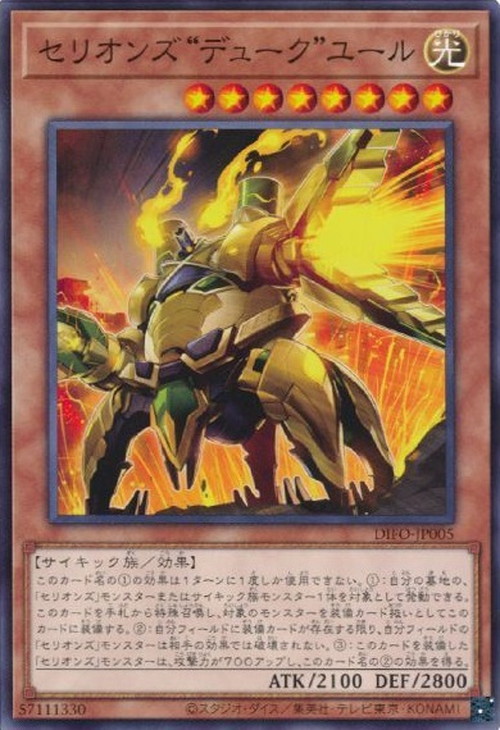 セリオンズ“デューク”ユール
ひかり
光
DIFO-JP005
【サイキック族/効果】
このカード名の①の効果は1ターンに1度しか使用できない。①:自分の墓地の、
「セリオンズ」モンスターまたはサイキック族モンスター1体を対象として発動できる。
このカードを手札から特殊召喚し、対象のモンスターを装備カード扱いとしてこの
カードに装備する。②:自分フィールドに装備カードが存在する限り、自分フィールドの
「セリオンズ」モンスターは相手の効果では破壊されない。③:このカードを装備した
「セリオンズ」モンスターは、攻撃力が700アップし、このカード名の②の効果を得る。
ATK/2100 DEF/2800
57111330 ©スタジオ・ダイス/集英社・テレビ東京・KONAMI